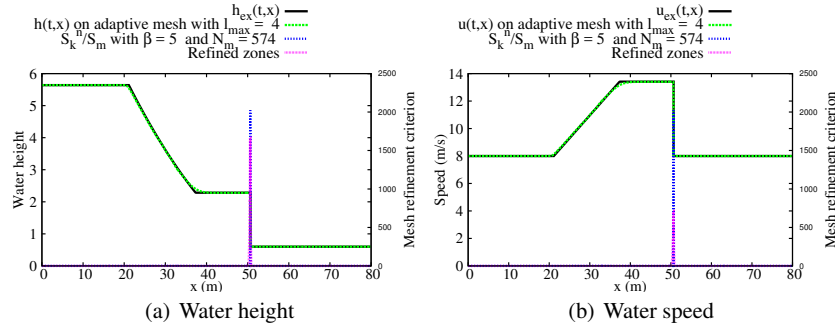 h_ex(t,x)
h(t,x) on adaptive mesh with l_max = 4
S_k^n/S_m with β = 5 and N_m = 574
Refined zones
Water height
6
5
4
3
2
1
0
2500
2000
1500
1000
500
0
Mesh refinement criterion
0 10 20 30 40 50 60 70 80
x (m)
(a) Water height
u_ex(t,x)
u(t,x) on adaptive mesh with l_max = 4
S_k^n/S_m with β = 5 and N_m = 574
Refined zones
Speed (m/s)
14
12
10
8
6
4
2
0
2500
2000
1500
1000
500
0
Mesh refinement criterion
0 10 20 30 40 50 60 70 80
x (m)
(b) Water speed